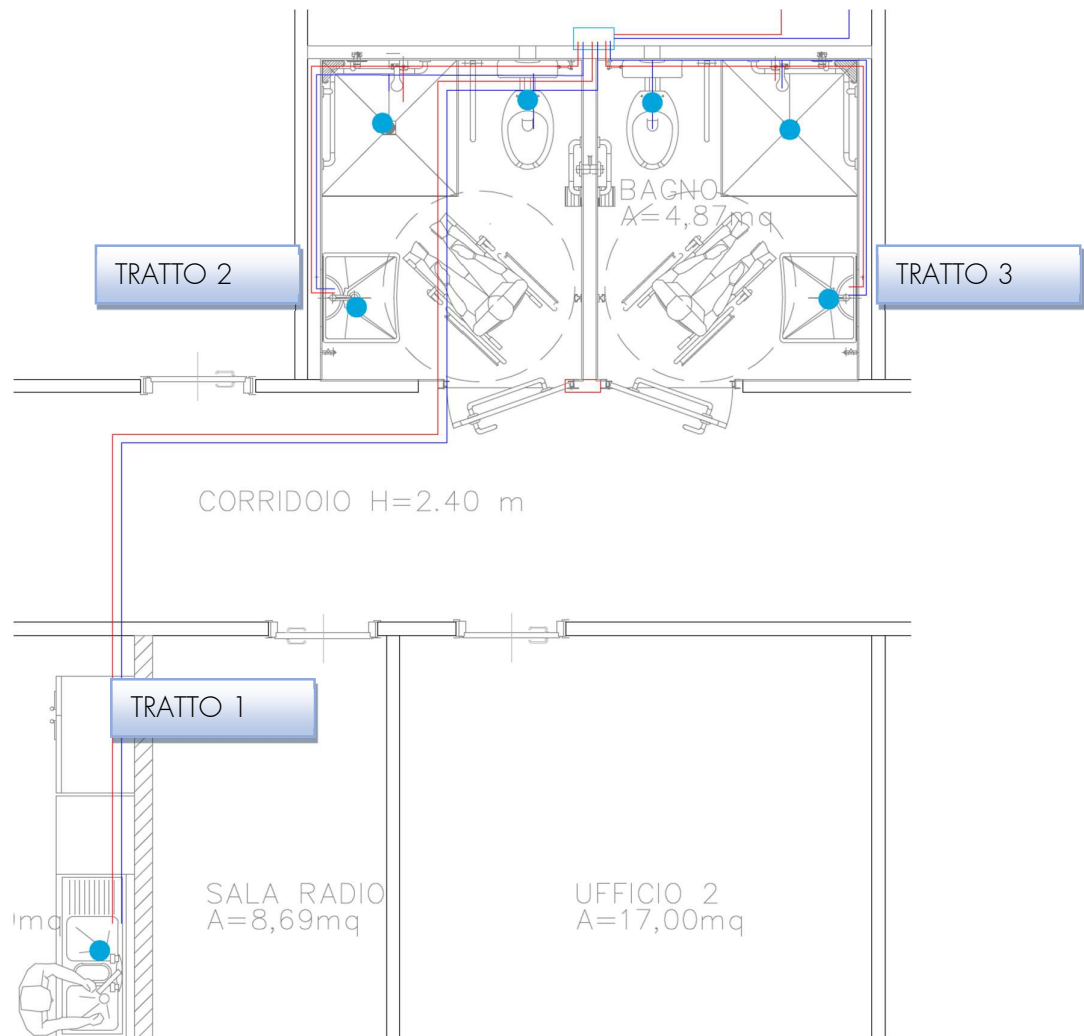 BAGNO
A=4,87mq
TRATTO 2
TRATTO 3
CORRIDOIO H=2.40 m
TRATTO 1
SALA RADIO
A=8,69mq
UFFICIO 2
A=17,00mq
mq